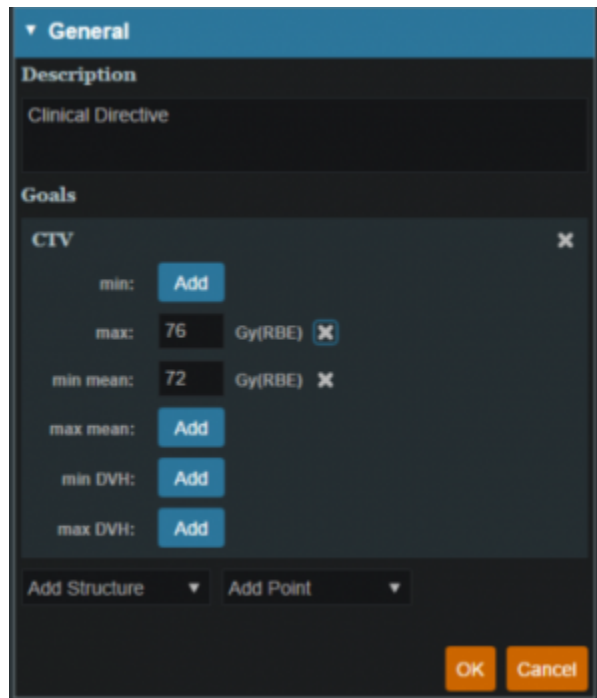 General
Description
Clinical Directive
Goals
CTV
min: Add
max: 76 Gy(RBE)
min mean: 72 Gy(RBE)
max mean: Add
min DVH: Add
max DVH: Add
Add Structure Add Point
OK Cancel